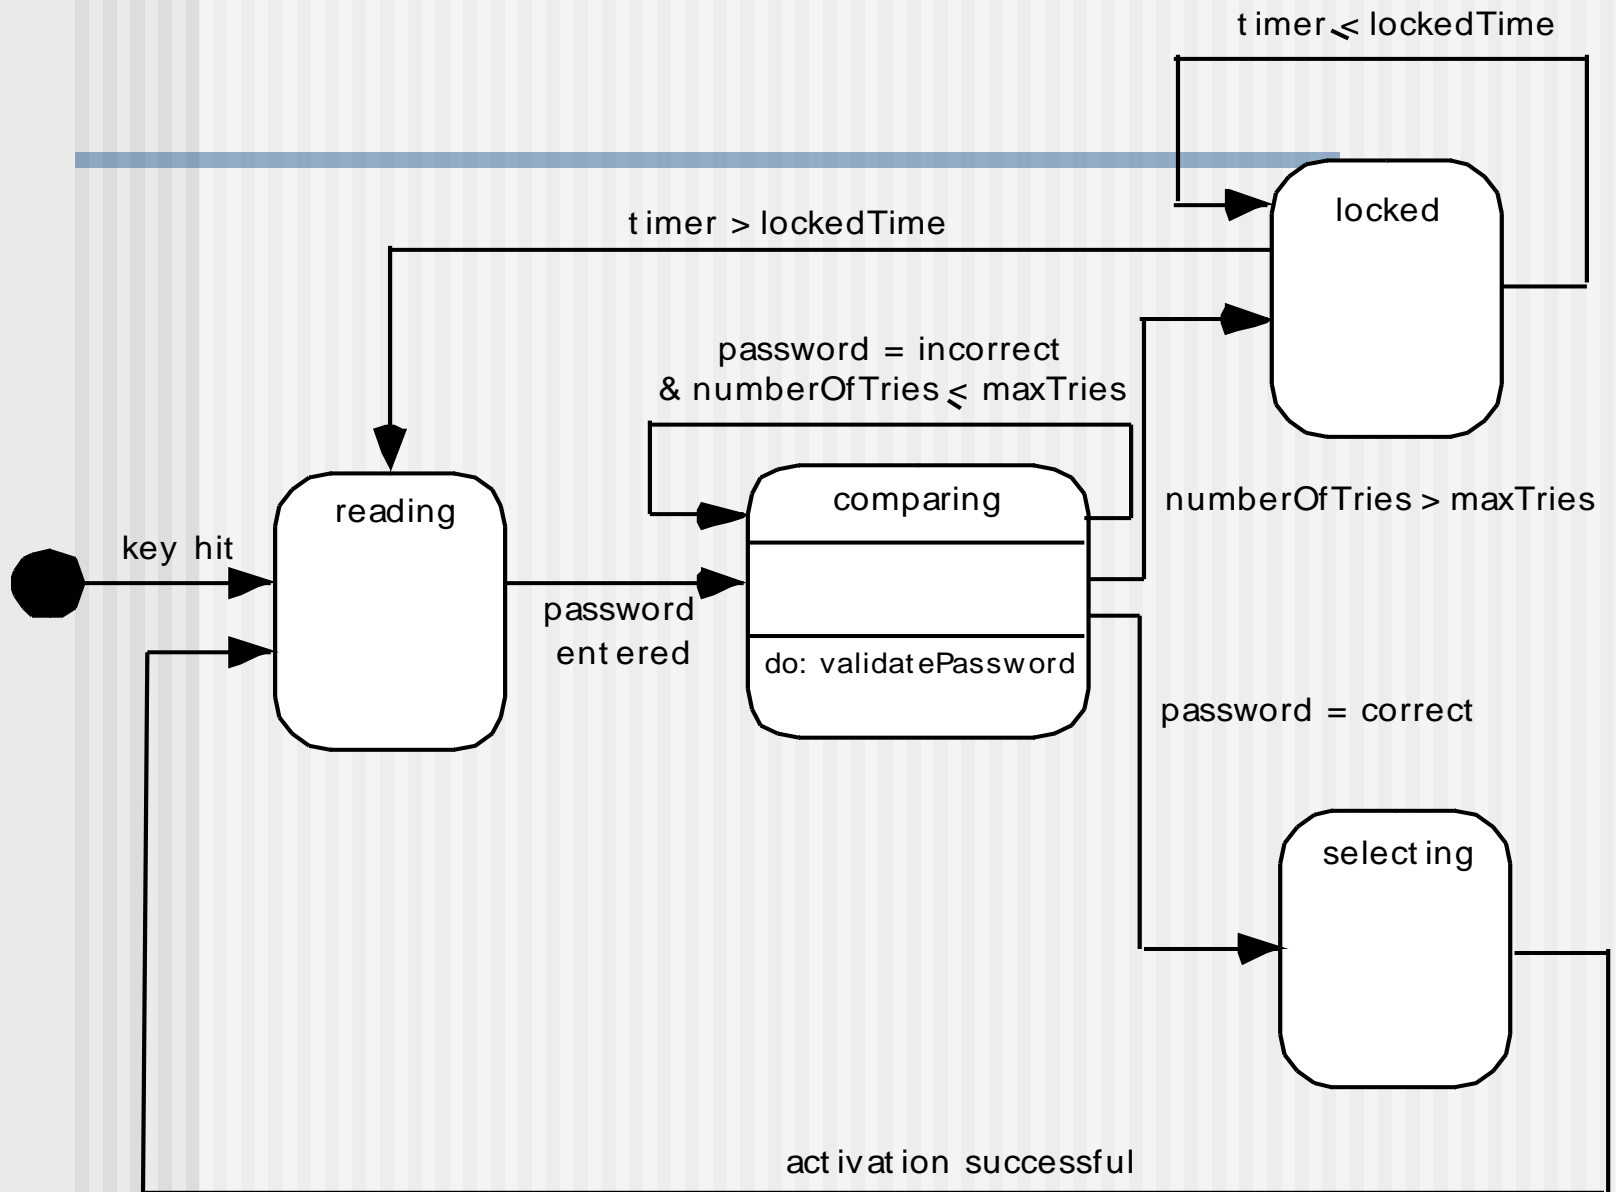 timer ≤ lockedTime
locked
timer > lockedTime
password = incorrect
& numberOfTries ≤ maxTries
comparing
numberOfTries > maxTries
reading
key hit
password
entered
do: validatePassword
password = correct
selecting
activation successful